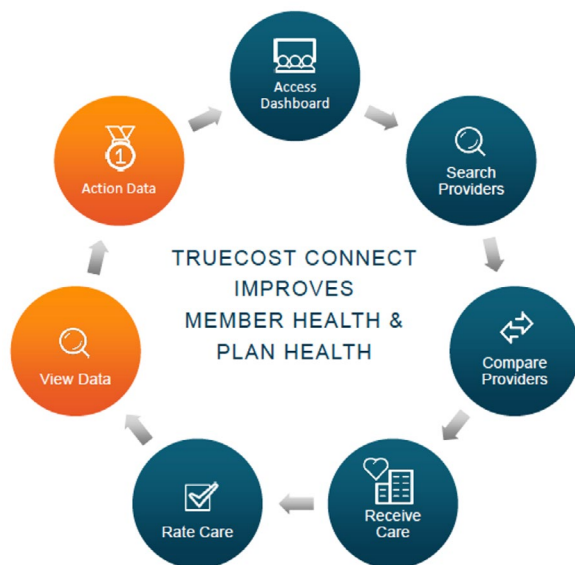 Access
Dashboard
Search
Providers
Compare
Providers
Receive
Care
Rate Care
View Data
1
Action Data
TRUECOST CONNECT
IMPROVES
MEMBER HEALTH &
PLAN HEALTH